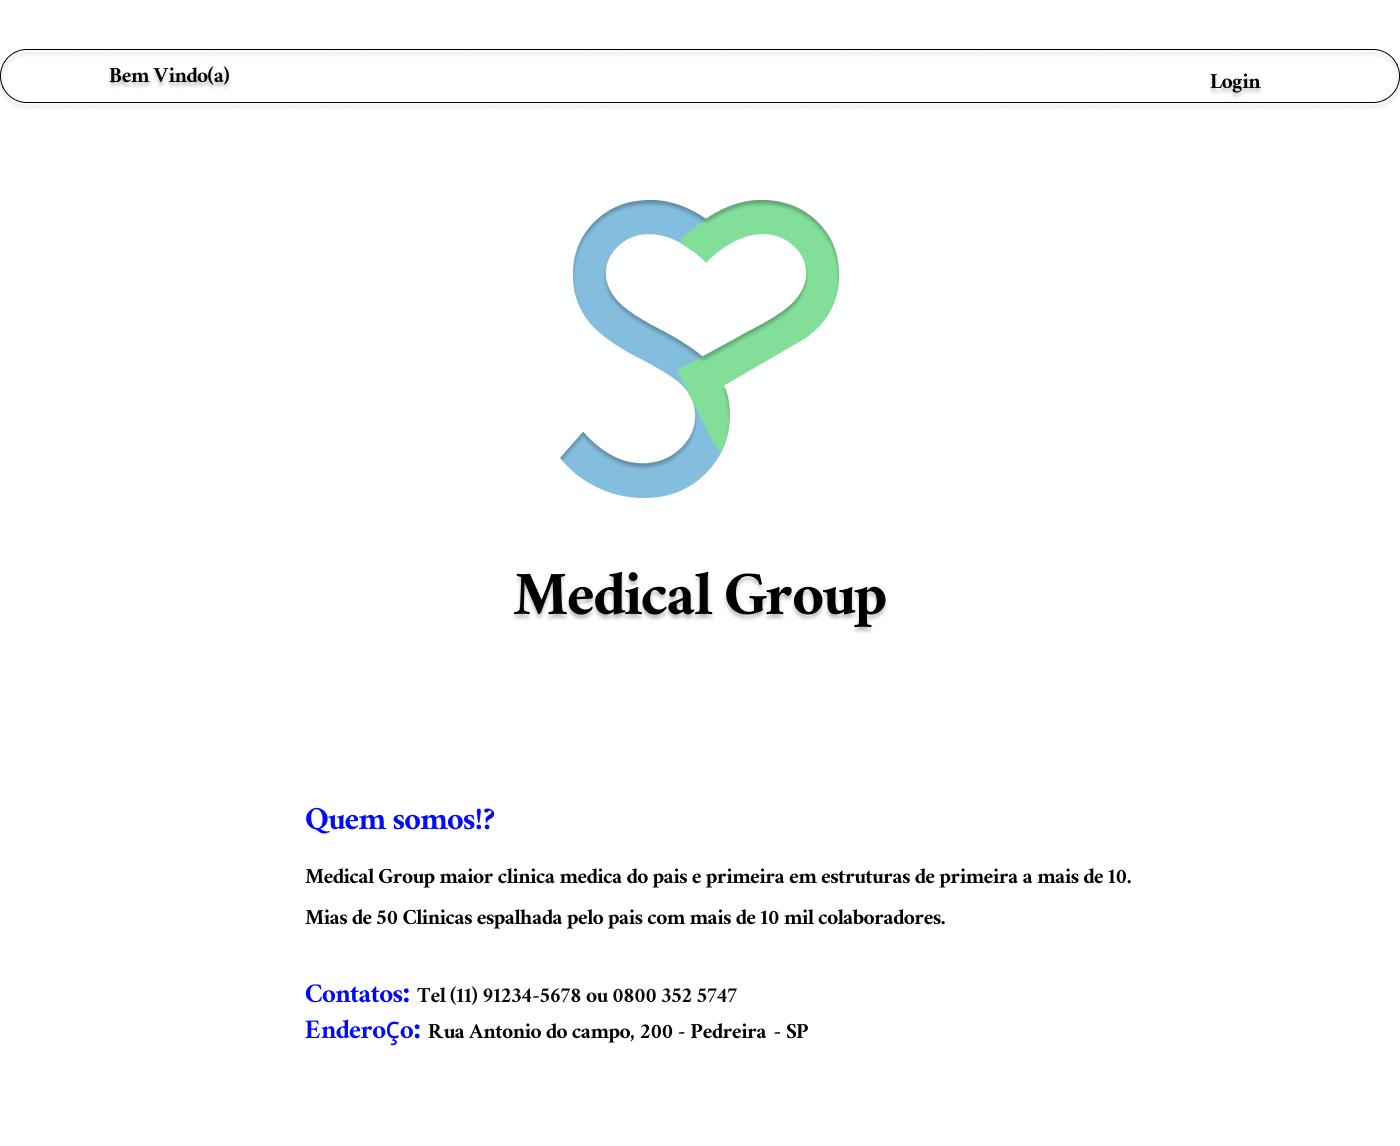 Bem Vindo(a)
Login
Medical Group
Quem somos!?
Medical Group maior clinica medica do pais e primeira em estruturas de primeira a mais de 10.
Mias de 50 Clinicas espalhada pelo pais com mais de 10 mil colaboradores.
Contatos: Tel (11) 91234-5678 ou 0800 352 5747
EnderoÇo: Rua Antonio do campo, 200 - Pedreira - SP